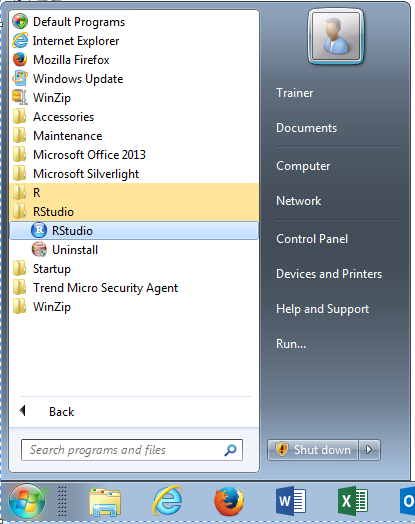 Default Programs
Internet Explorer
Mozilla Firefox
Windows Update
WinZip
Accessories
Maintenance
Microsoft Office 2013
Microsoft Silverlight
R
RStudio
RStudio
Uninstall
Startup
Trend Micro Security Agent
WinZip
Back
Search programs and files
Trainer
Documents
Computer
Network
Control Panel
Devices and Printers
Help and Support
Run...
Shut down